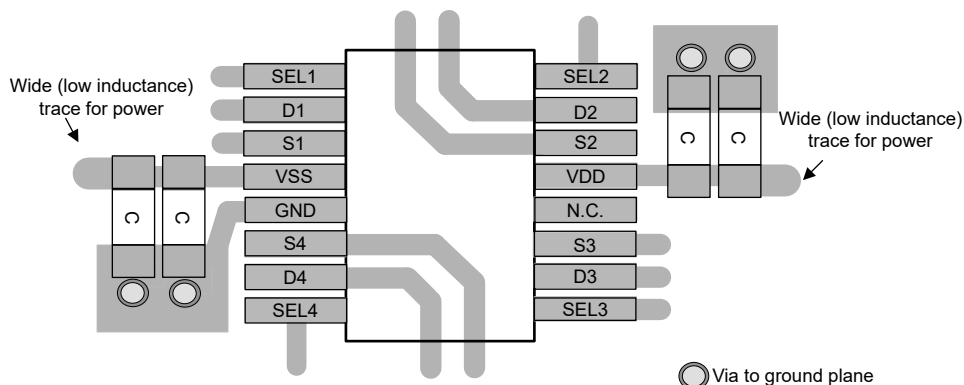 Wide (low inductance)
trace for power
C
C
SEL1
D1
S1
VSS
GND
S4
D4
SEL4
SEL2
D2
S2
VDD
N.C.
S3
D3
SEL3
C
C
Wide (low inductance)
trace for power
Via to ground plane